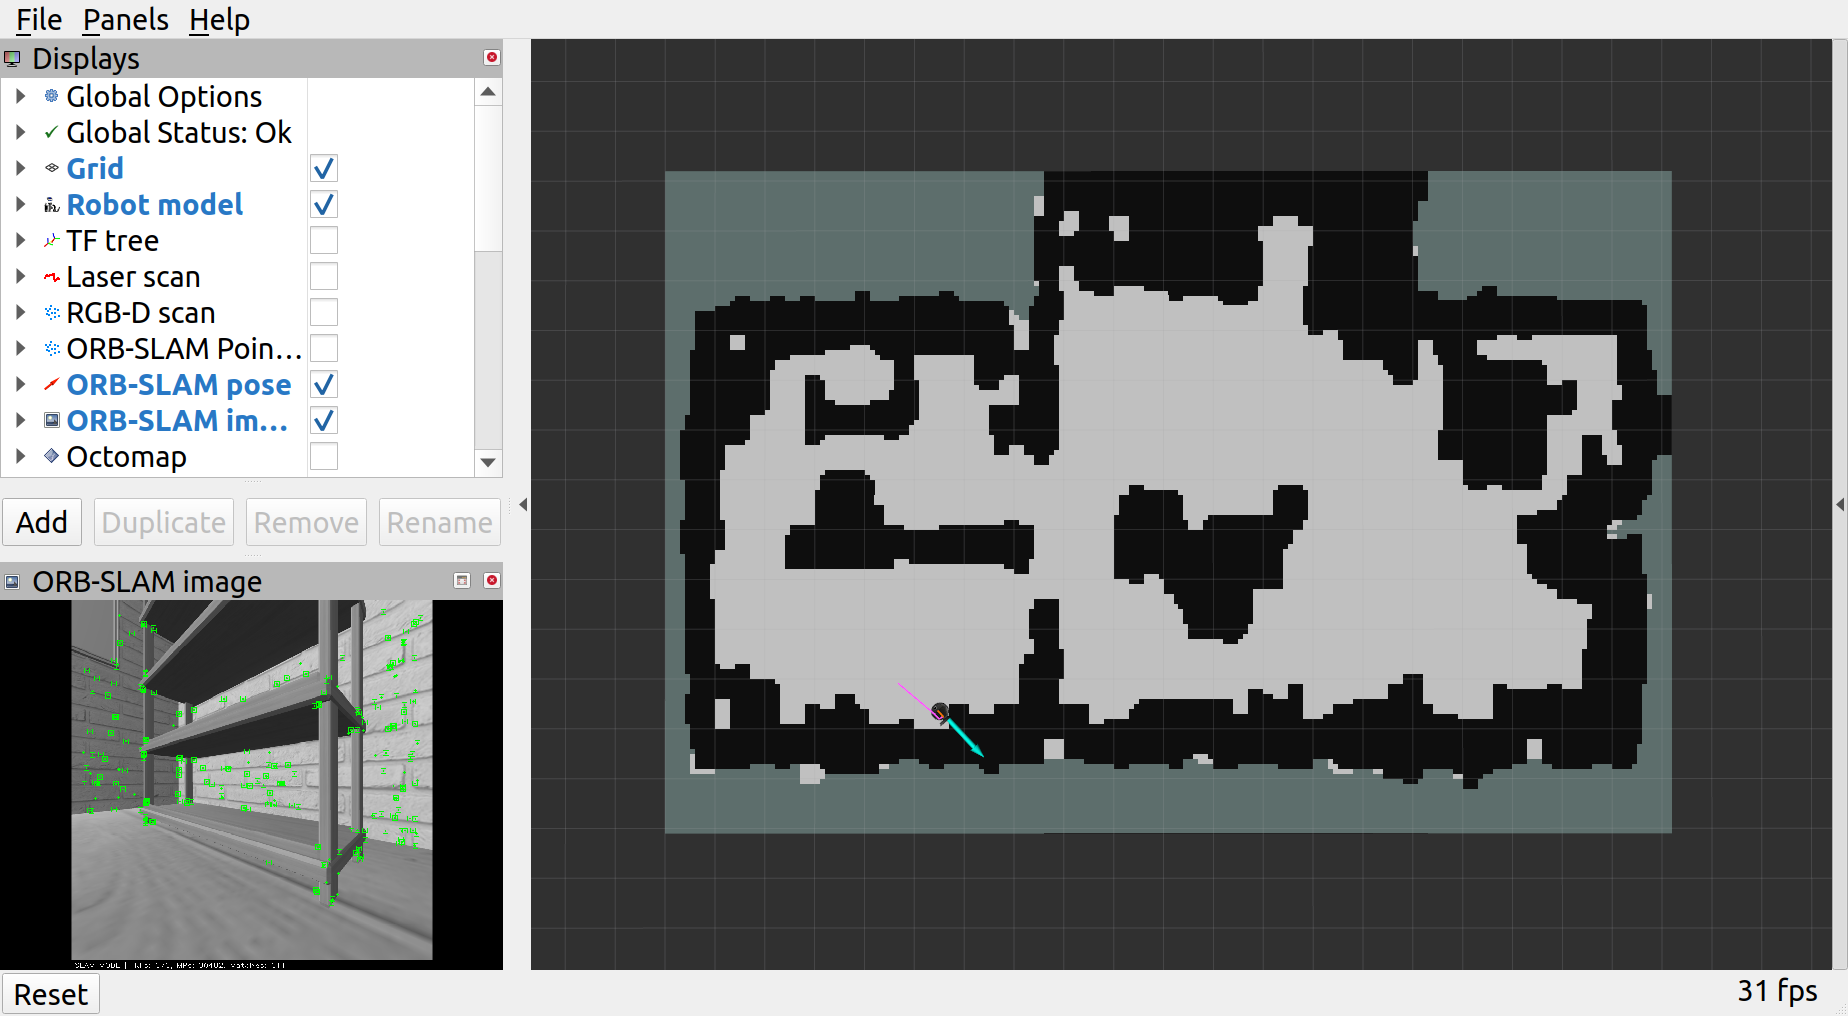 File Panels Help
Displays
Global Options
Global Status: Ok
Grid
Robot model
TF tree
Laser scan
RGB-D scan
ORB-SLAM Poin...
ORB-SLAM pose
ORB-SLAM im...
Octomap
Add Duplicate Remove Rename
ORB-SLAM image
SLAM MODE |
Reset
31 fps